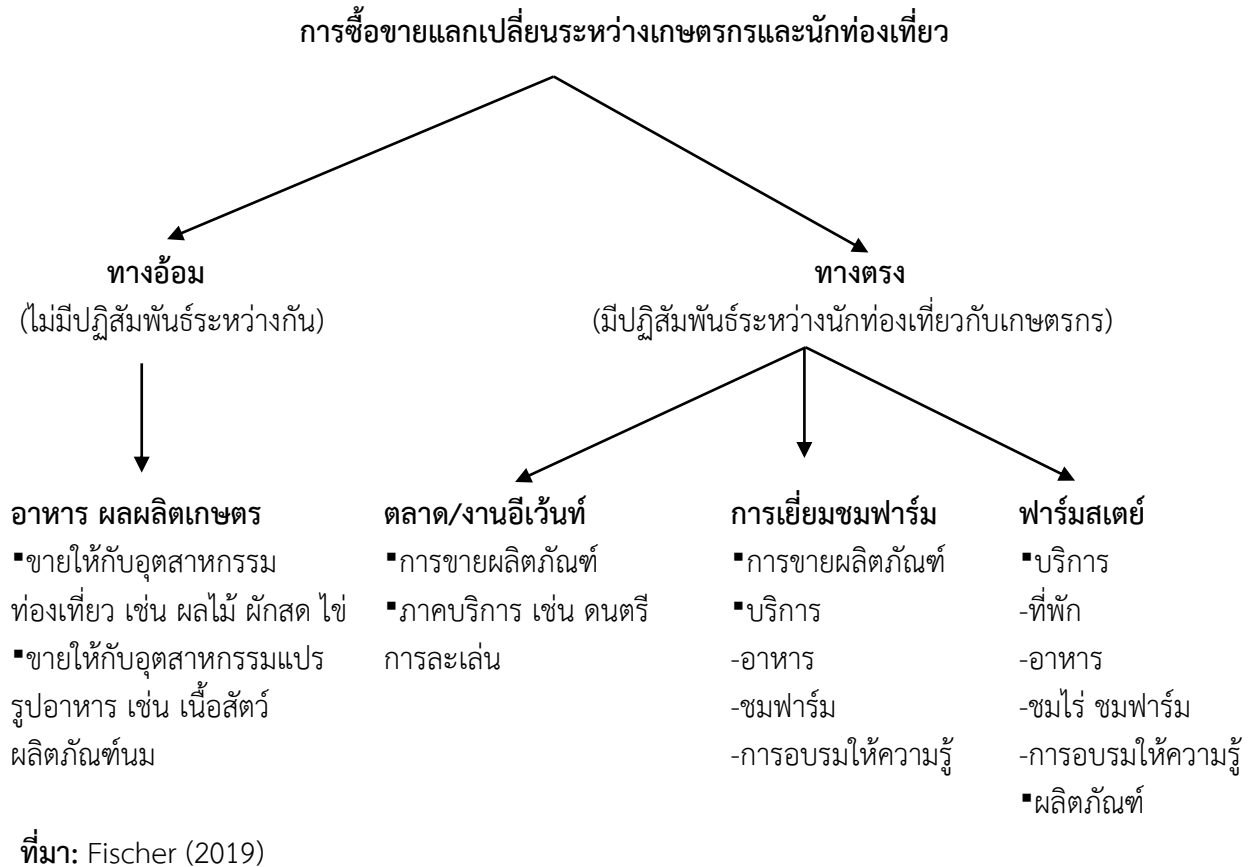 การซื้อขายแลกเปลี่ยนระหว่างเกษตรกรและนักท่องเที่ยว
ทางอ้อม
(ไม่มีปฏิสัมพันธ์ระหว่างกัน)
ทางตรง
(มีปฏิสัมพันธ์ระหว่างนักท่องเที่ยวกับเกษตรกร)
อาหาร ผลผลิตเกษตร
▪ขายให้กับอุตสาหกรรม
ท่องเที่ยว เช่น ผลไม้ ผักสด ไข่
▪ขายให้กับอุตสาหกรรมแปร
รูปอาหาร เช่น เนื้อสัตว์
ผลิตภัณฑ์นม
ตลาด/งานอีเว้นท์
▪การขายผลิตภัณฑ์
▪ภาคบริการ เช่น ดนตรี
การละเล่น
การเยี่ยมชมฟาร์ม
▪การขายผลิตภัณฑ์
▪บริการ
-อาหาร
-ชมฟาร์ม
-การอบรมให้ความรู้
ฟาร์มสเตย์
▪บริการ
-ที่พัก
-อาหาร
-ชมไร่ ชมฟาร์ม
-การอบรมให้ความรู้
▪ผลิตภัณฑ์
ที่มา: Fischer (2019)